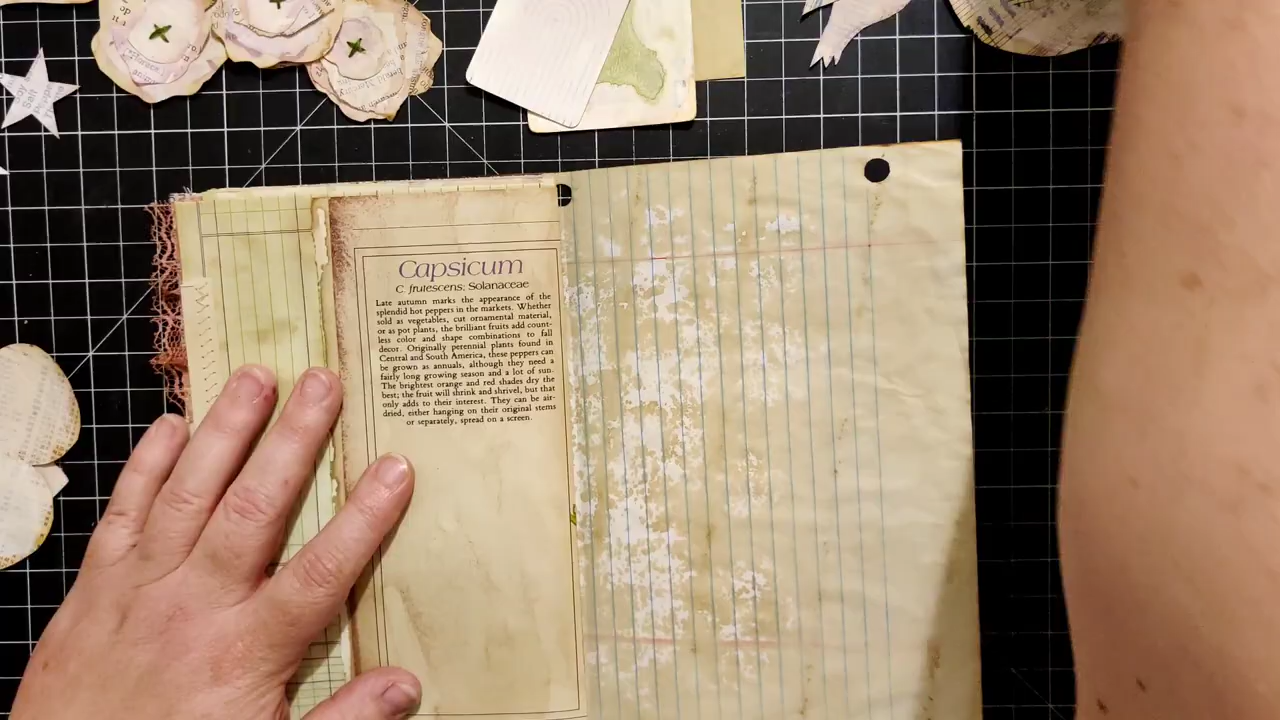 Joy
Salt
Capsicum
C frutescens; Solanaceae
Late autumn marks the appearance of the
splendid hot peppers in the markets. Whether
sold as vegetables, cut ornamental material,
or as pot plants, the brilliant fruits add count-
less color and shape combinations to fall
decor. Originally perennial plants found in
Central and South America, these peppers can
be grown as annuals, although they need a
fairly long growing season and a lot of sun.
The brightest orange and red shades dry the
best; the fruit will shrink and shrivel, but that
only adds to their interest. They can be air-
dried, either hanging on their original stems
or separately, spread on a screen.